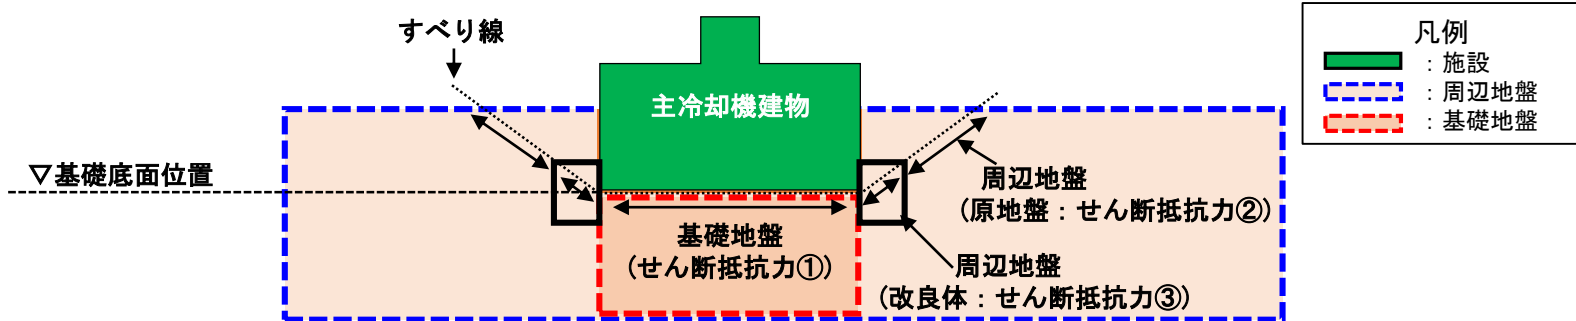 すべり線
主冷却機建物
▽基礎底面位置
基礎地盤
(せん断抵抗力①)
周辺地盤
(原地盤：せん断抵抗力②)
周辺地盤
(改良体：せん断抵抗力③)
凡例
：施設
：周辺地盤
：基礎地盤